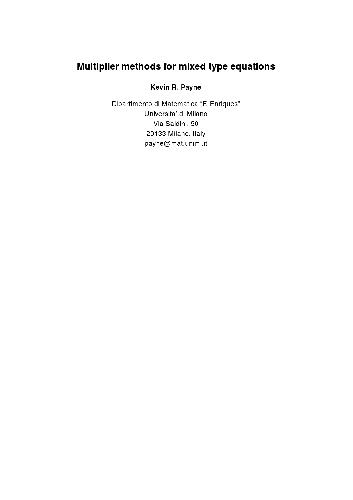 Multiplier methods for mixed type equations
Kevin R. Payne
Dipartimento di Matematica "F. Enriques"
Universita' di Milano
Via Saldini, 50
20133 Milano, Italy
payne@mat.unimi.it